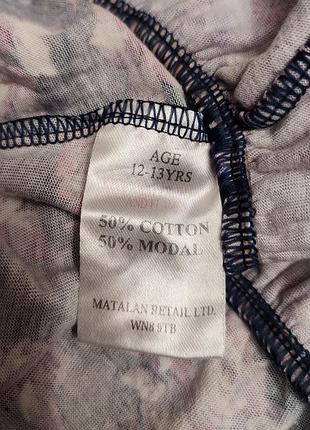 AGE
12-13YRS
50% COTTON
50% MODAL
MATALAN RETAIL LTD.
WN8 9TB